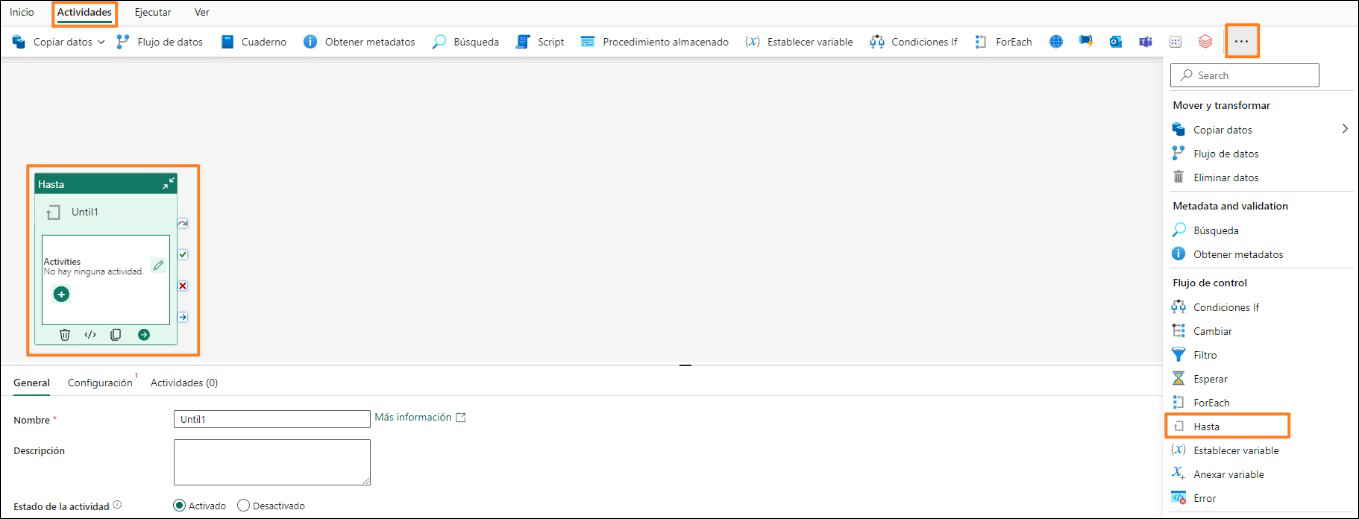 Inicio Actividades Ejecutar Ver
Copiar datos Flujo de datos Cuaderno Obtener metadatos Búsqueda Script Procedimiento almacenado (x) Establecer variable Condiciones If ForEach ...
Search
Mover y transformar
Copiar datos
Flujo de datos
Eliminar datos
Metadata and validation
Búsqueda
Obtener metadatos
Flujo de control
Condiciones If
Cambiar
Filtro
Esperar
ForEach
Hasta
(x) Establecer variable
Anexar variable
Error
Hasta
Until1
Activities
No hay ninguna actividad.
General Configuración 1 Actividades (0)
Nombre * Until1 Más información
Descripción
Estado de la actividad Activado Desactivado